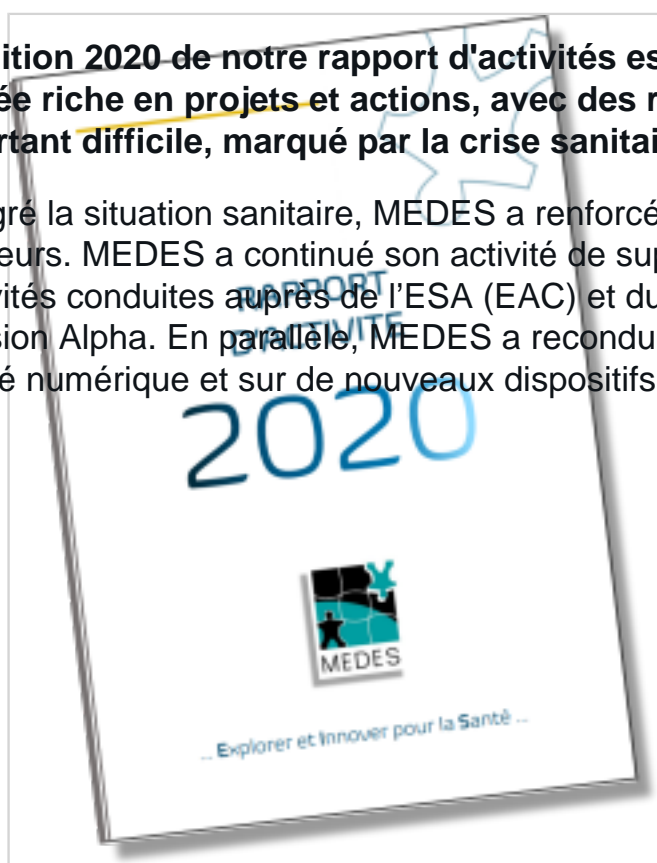 ition 2020 de notre rapport d'activités es
ée riche en projets et actions, avec des r
rtant difficile, marqué par la crise sanitai
gré la situation sanitaire, MEDES a renforcé
eurs. MEDES a continué son activité de sup
vités conduites auprès de l'ESA (EAC) et du
sion Alpha. En parallèle, MEDES a recondu
é numérique et sur de nouveaux dispositifs
RAPPORT
D'ACTIVITE
2020
MEDES
... Explorer et Innover pour la Santé ...